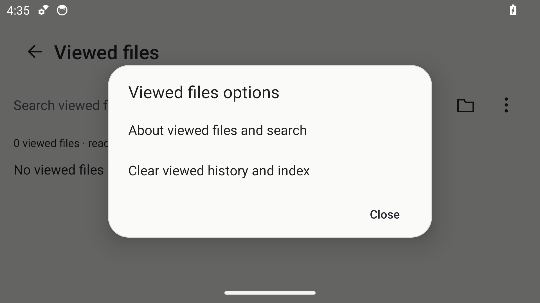 4:35
Viewed files
Viewed files options
Search viewed f
About viewed files and search
0 viewed files · read
No viewed files
Clear viewed history and index
Close